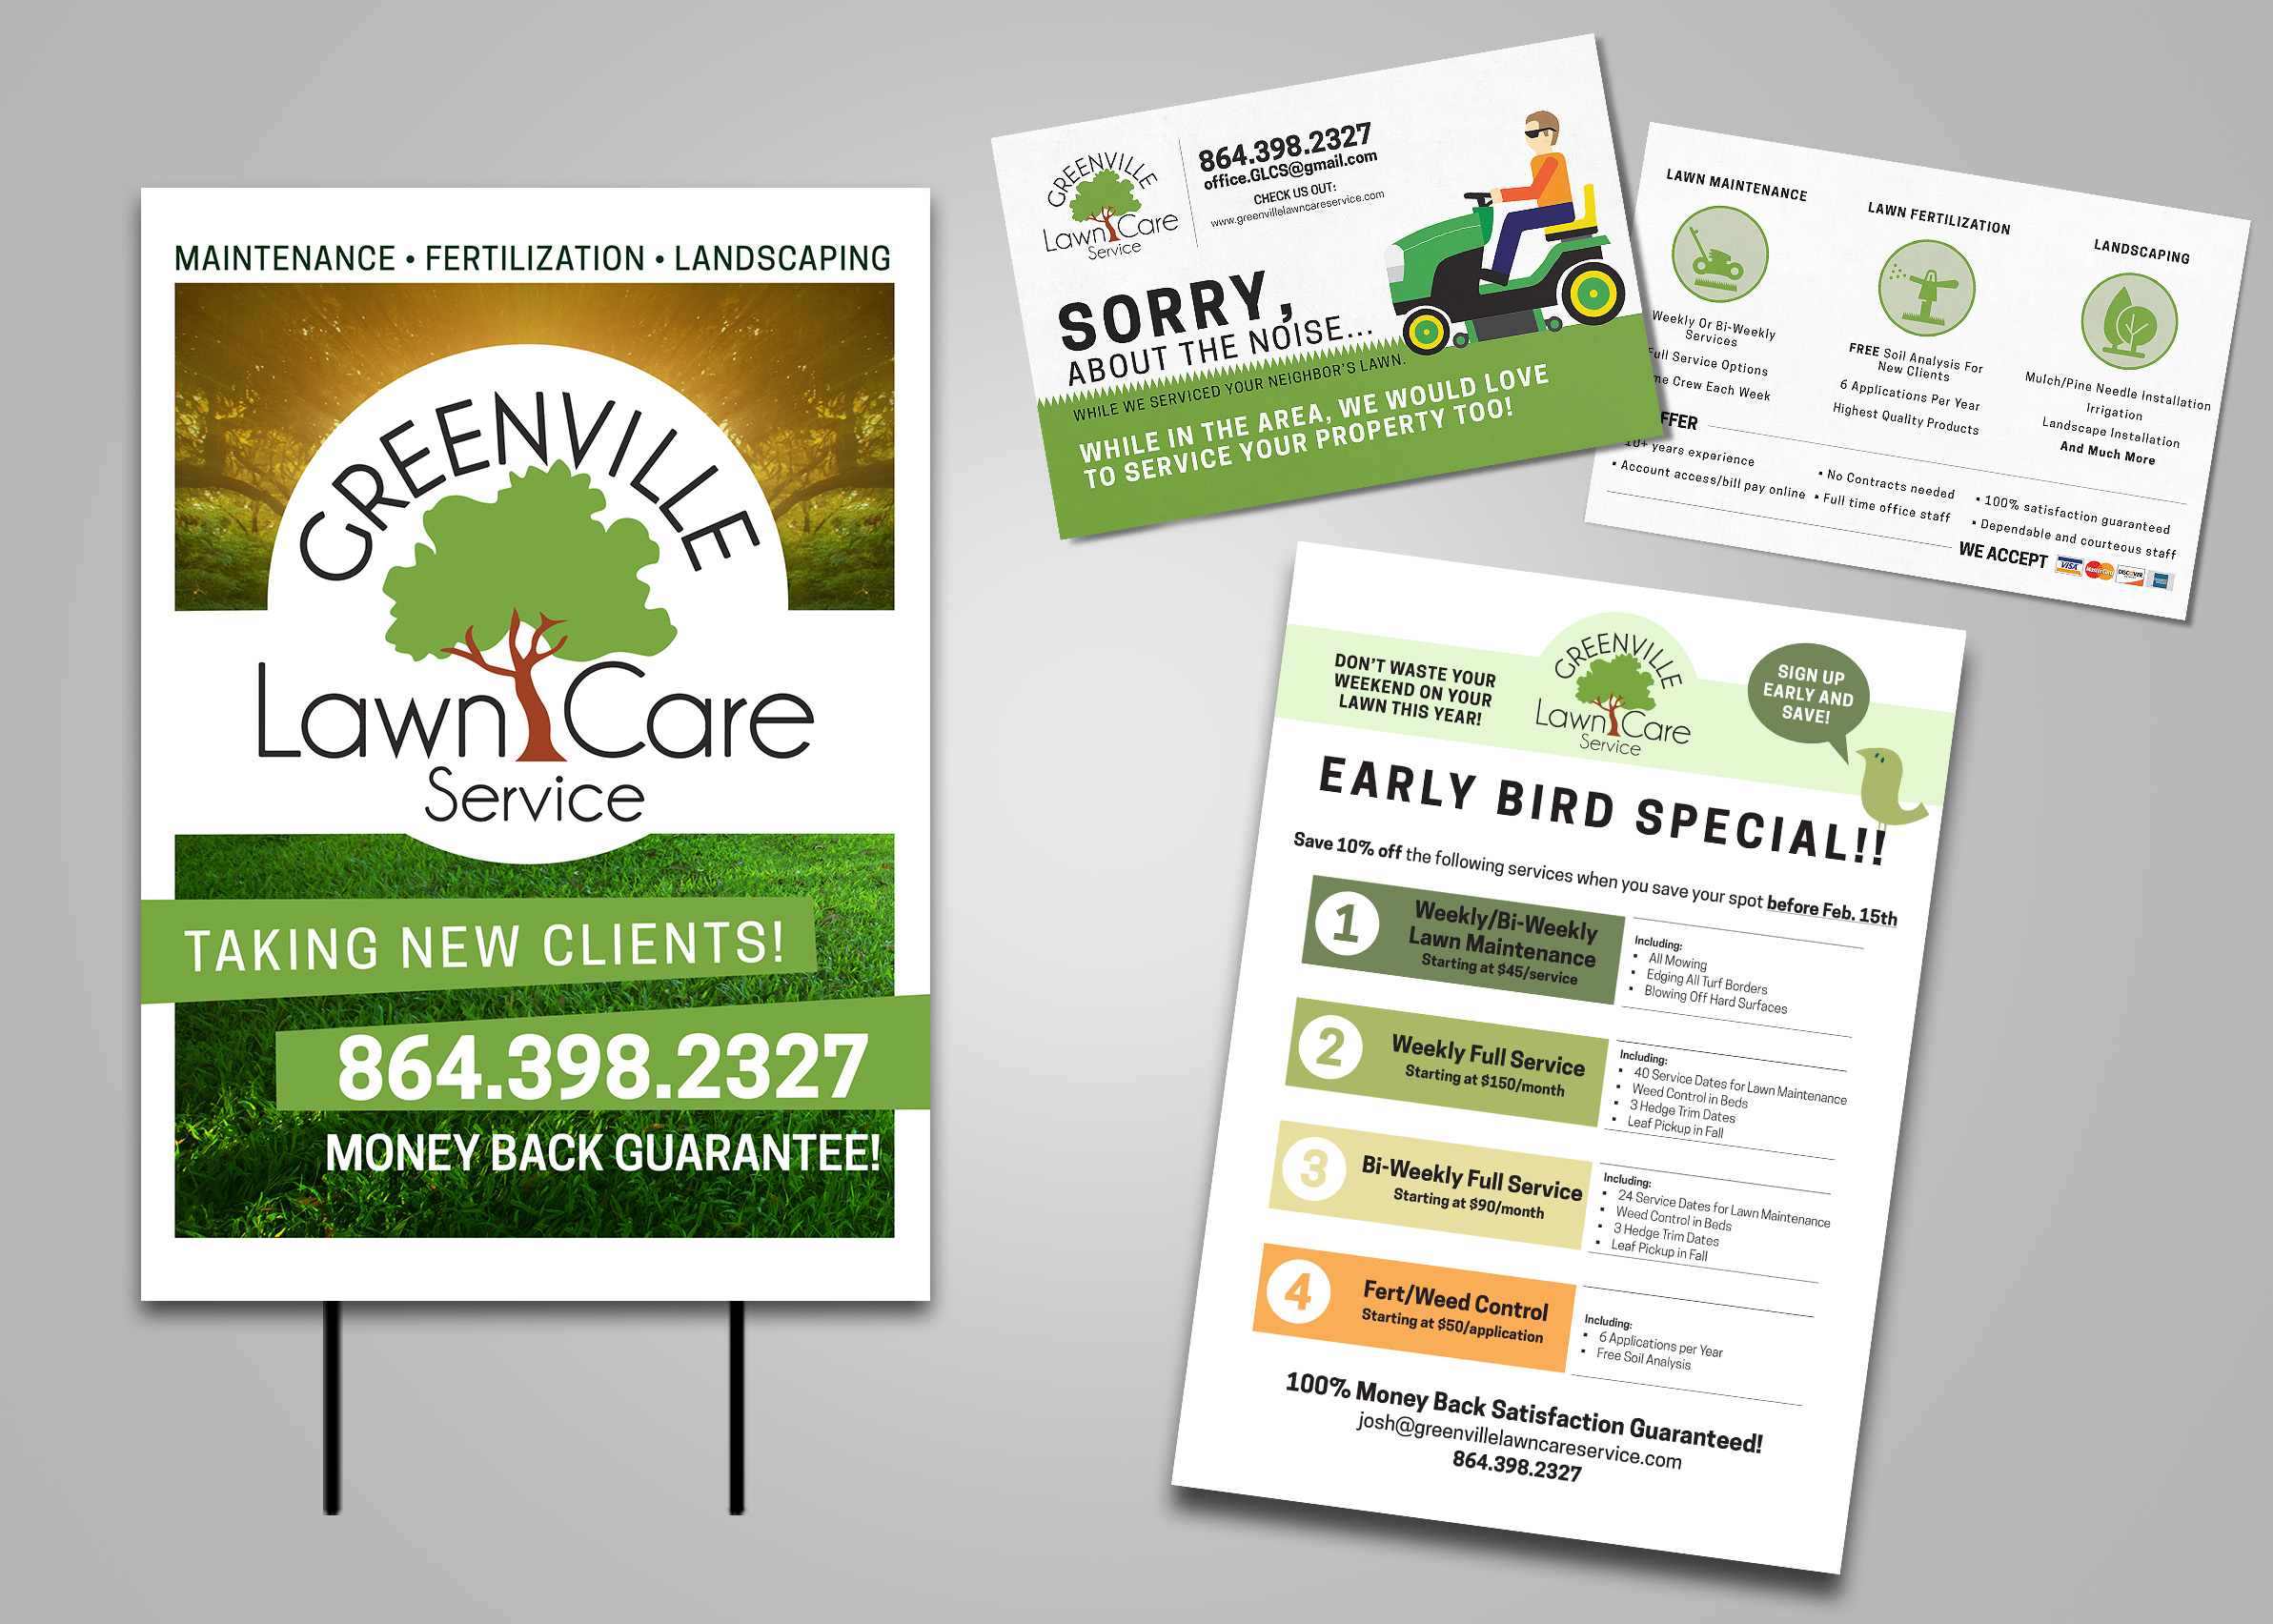 MAINTENANCE • FERTILIZATION • LANDSCAPING
GREENVILLE
Lawn Care
Service
TAKING NEW CLIENTS!
864.398.2327
MONEY BACK GUARANTEE!
GREENVILLE
Lawn Care
Service
864.398.2327
office.GLCS@gmail.com
CHECK US OUT:
www.greenvillelawncareservice.com
SORRY,
ABOUT THE NOISE...
WHILE WE SERVICED YOUR NEIGHBOR'S LAWN.
WHILE IN THE AREA, WE WOULD LOVE
TO SERVICE YOUR PROPERTY TOO!
LAWN MAINTENANCE
Weekly Or Bi-Weekly
Services
Full Service Options
me Crew Each Week
LAWN FERTILIZATION
FREE Soil Analysis For
New Clients
6 Applications Per Year
Highest Quality Products
LANDSCAPING
Mulch/Pine Needle Installation
Irrigation
Landscape Installation
And Much More
FFER
10+ years experience
▪ Account access/bill pay online
▪ No Contracts needed
▪ Full time office staff
▪ 100% satisfaction guaranteed
▪ Dependable and courteous staff
WE ACCEPT VISA MasterCard DISCOVER
DON'T WASTE YOUR
WEEKEND ON YOUR
LAWN THIS YEAR!
GREENVILLE
Lawn Care
Service
SIGN UP
EARLY AND
SAVE!
EARLY BIRD SPECIAL!!
Save 10% off the following services when you save your spot before Feb. 15th
1
Weekly/Bi-Weekly
Lawn Maintenance
Starting at $45/service
Including:
▪ All Mowing
▪ Edging All Turf Borders
▪ Blowing Off Hard Surfaces
2
Weekly Full Service
Starting at $150/month
Including:
▪ 40 Service Dates for Lawn Maintenance
▪ Weed Control in Beds
▪ 3 Hedge Trim Dates
▪ Leaf Pickup in Fall
3
Bi-Weekly Full Service
Starting at $90/month
Including:
▪ 24 Service Dates for Lawn Maintenance
▪ Weed Control in Beds
▪ 3 Hedge Trim Dates
▪ Leaf Pickup in Fall
4
Fert/Weed Control
Starting at $50/application
Including:
▪ 6 Applications per Year
▪ Free Soil Analysis
100% Money Back Satisfaction Guaranteed!
josh@greenvillelawncareservice.com
864.398.2327